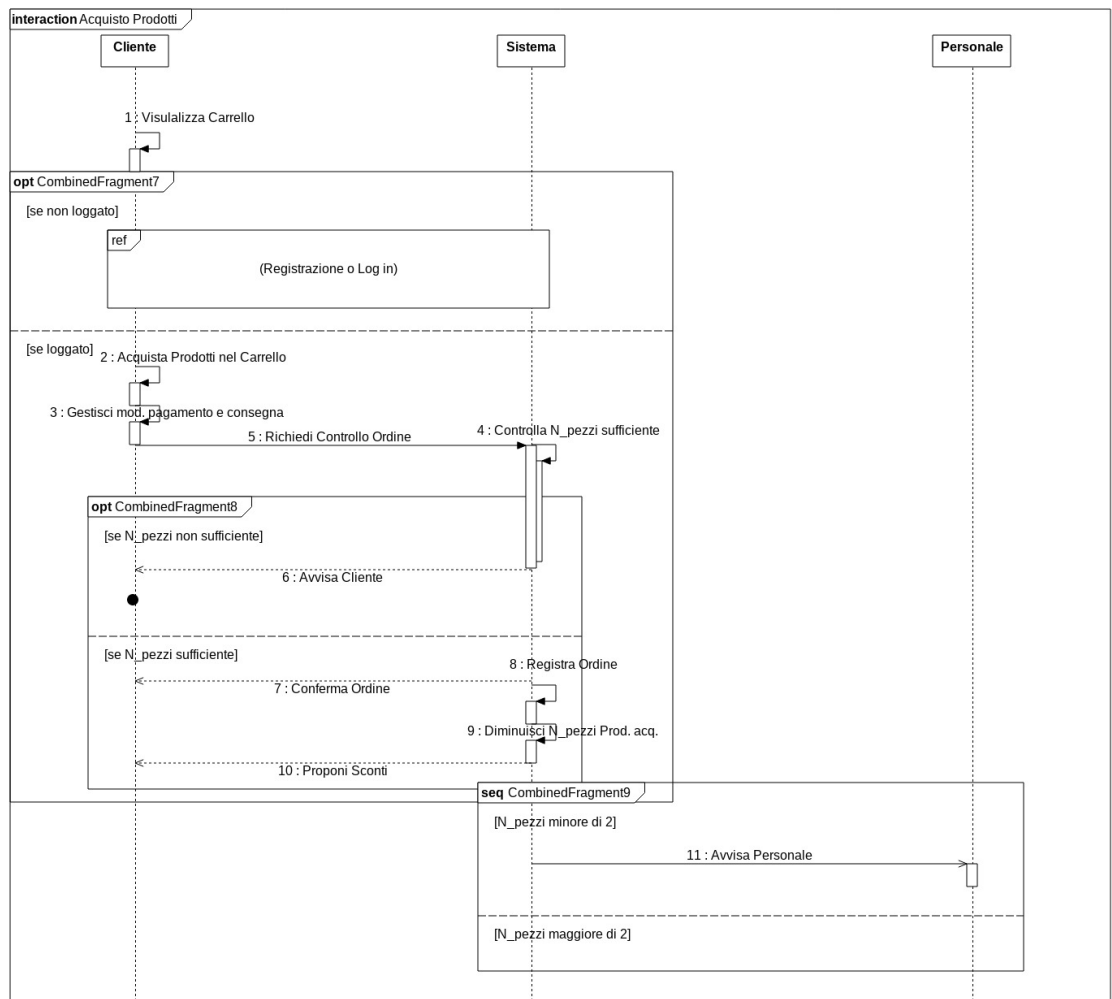 interaction Acquisto Prodotti
Cliente
Sistema
Personale
1 : Visulalizza Carrello
opt CombinedFragment7
[se non loggato]
ref
(Registrazione o Log in)
[se loggato]
2 : Acquista Prodotti nel Carrello
3 : Gestisci mod. pagamento e consegna
4 : Controlla N_pezzi sufficiente
5 : Richiedi Controllo Ordine
opt CombinedFragment8
[se N_pezzi non sufficiente]
6 : Avvisa Cliente
[se N_pezzi sufficiente]
8 : Registra Ordine
7 : Conferma Ordine
9 : Diminuisci N_pezzi Prod. acq.
10 : Proponi Sconti
seq CombinedFragment9
[N_pezzi minore di 2]
11 : Avvisa Personale
[N_pezzi maggiore di 2]